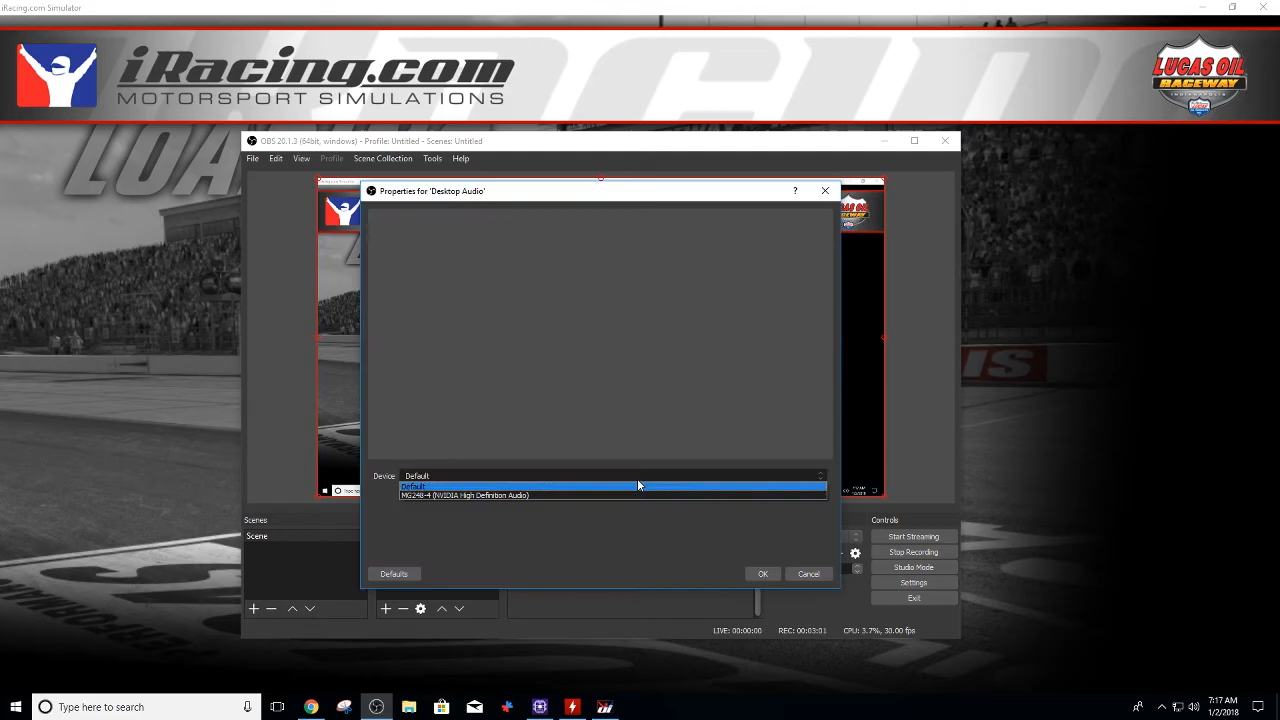 iRacing.com Simulator
iRacing.com
MOTORSPORT SIMULATIONS
LUCAS OIL
RACEWAY
INDIANAPOLIS
OBS 20.1.3 (64bit, windows) - Profile: Untitled - Scenes: Untitled
File Edit View Profile Scene Collection Tools Help
Properties for 'Desktop Audio'
?
Device Default
Default
MG248-4 (NVIDIA High Definition Audio)
Defaults OK Cancel
Scenes
Scene
Controls
Start Streaming
Stop Recording
Studio Mode
Settings
Exit
LIVE: 00:00:00 REC: 00:03:01 CPU: 3.7%, 30.00 fps
Type here to search
7:17 AM
1/2/2018